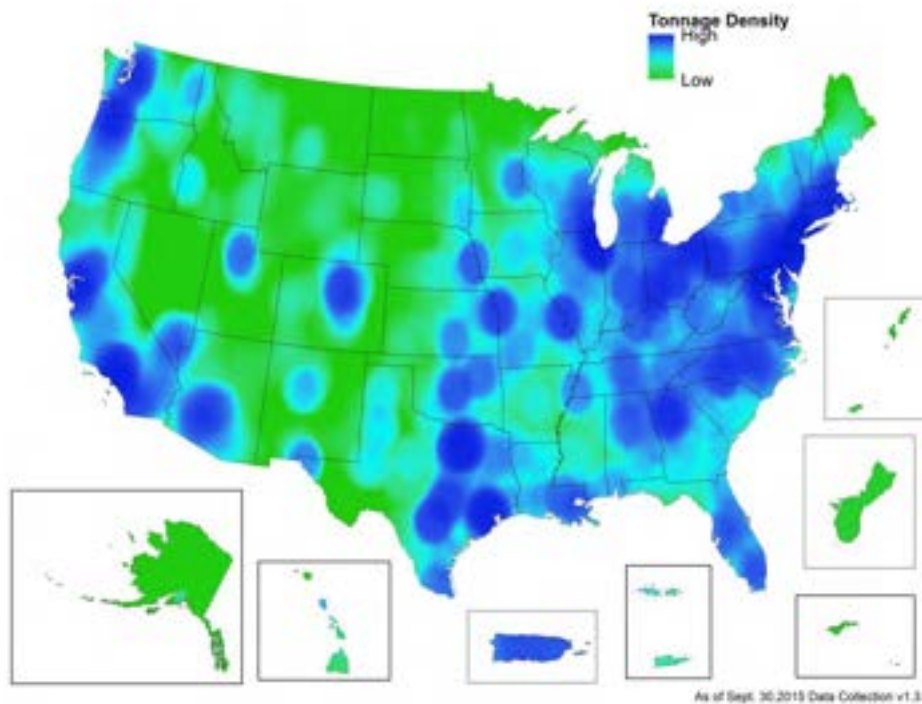 Tonnage Density
High
Low
As of Sept. 30,2015 Data Collection v1.3